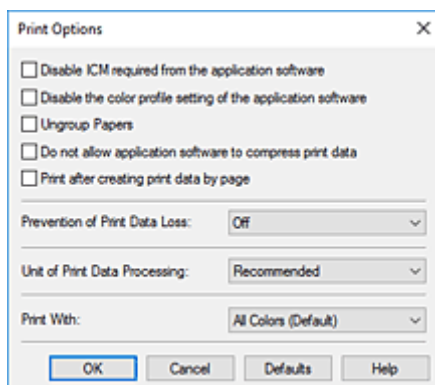 Print Options
Disable ICM required from the application software
Disable the color profile setting of the application software
Ungroup Papers
Do not allow application software to compress print data
Print after creating print data by page
Prevention of Print Data Loss: Off
Unit of Print Data Processing: Recommended
Print With: All Colors (Default)
OK Cancel Defaults Help